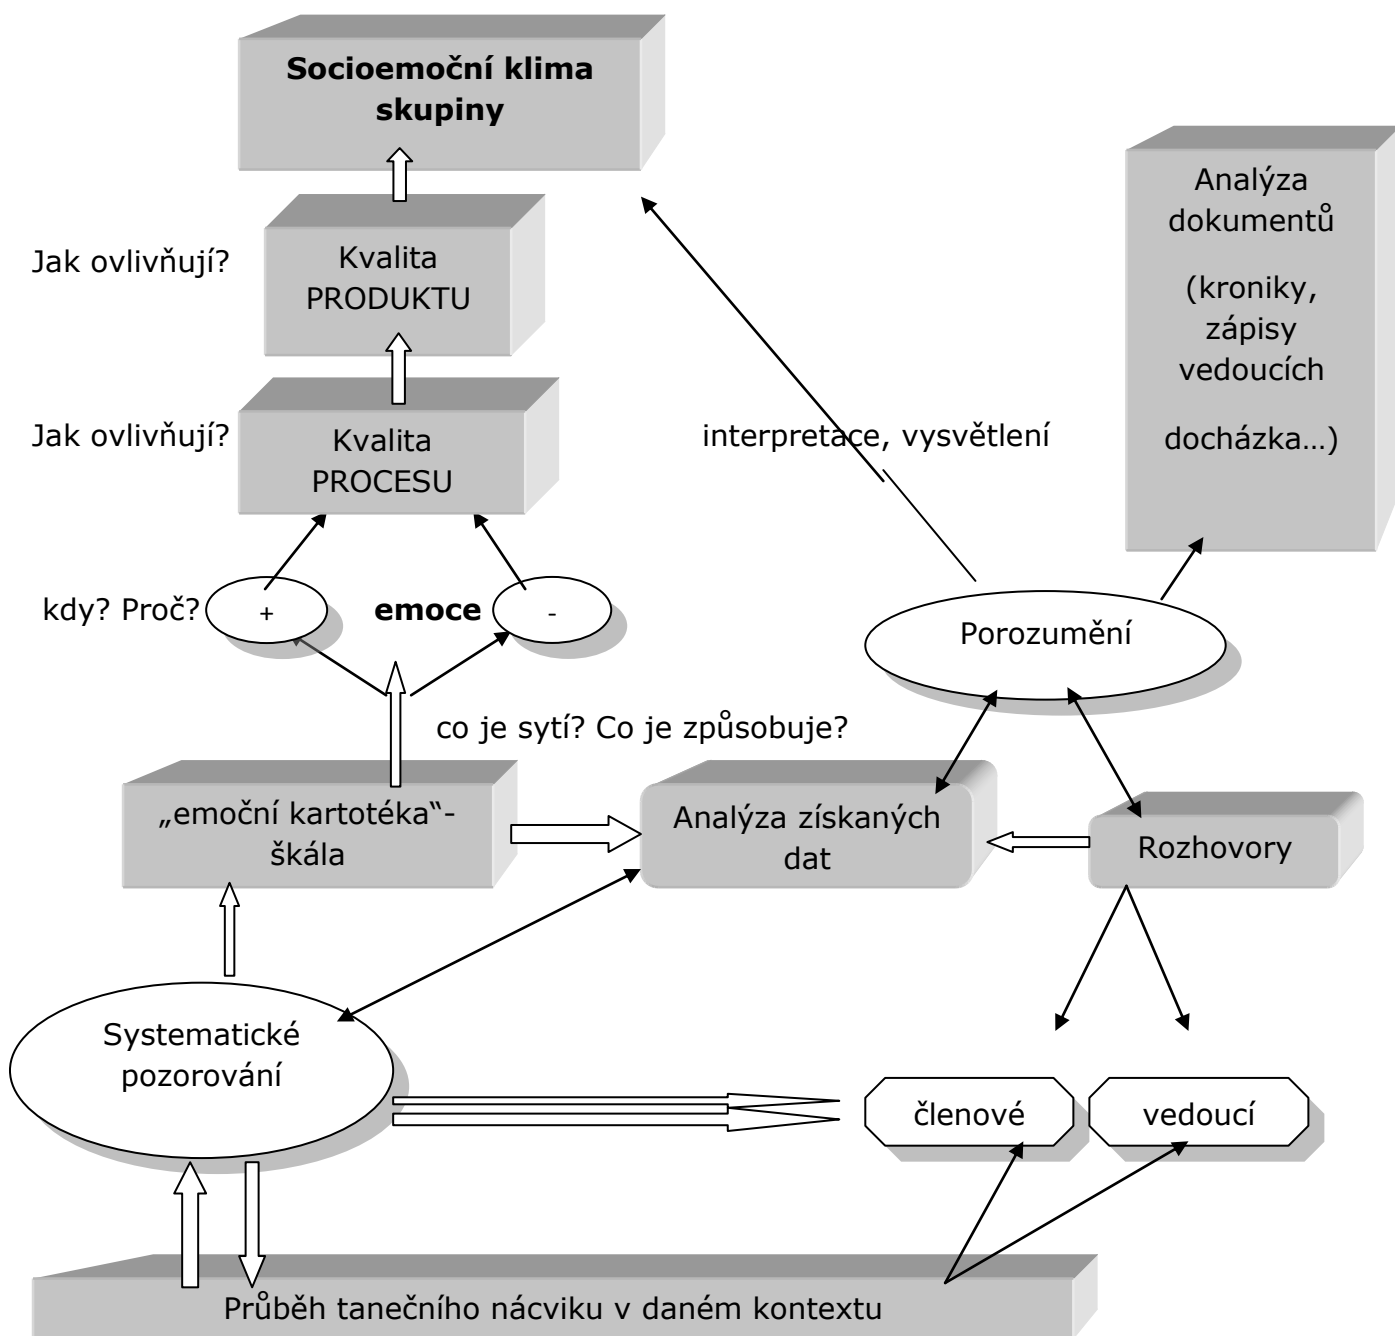 Socioemoční klima
skupiny
Analýza
dokumentů
(kroniky,
zápisy
vedoucích
docházka…)
Jak ovlivňují?
Kvalita
PRODUKTU
Jak ovlivňují?
Kvalita
PROCESU
interpretace, vysvětlení
kdy? Proč?
+
emoce
-
Porozumění
co je sytí? Co je způsobuje?
„emoční kartotéka“-
škála
Analýza získaných
dat
Rozhovory
Systematické
pozorování
členové
vedoucí
Průběh tanečního nácviku v daném kontextu